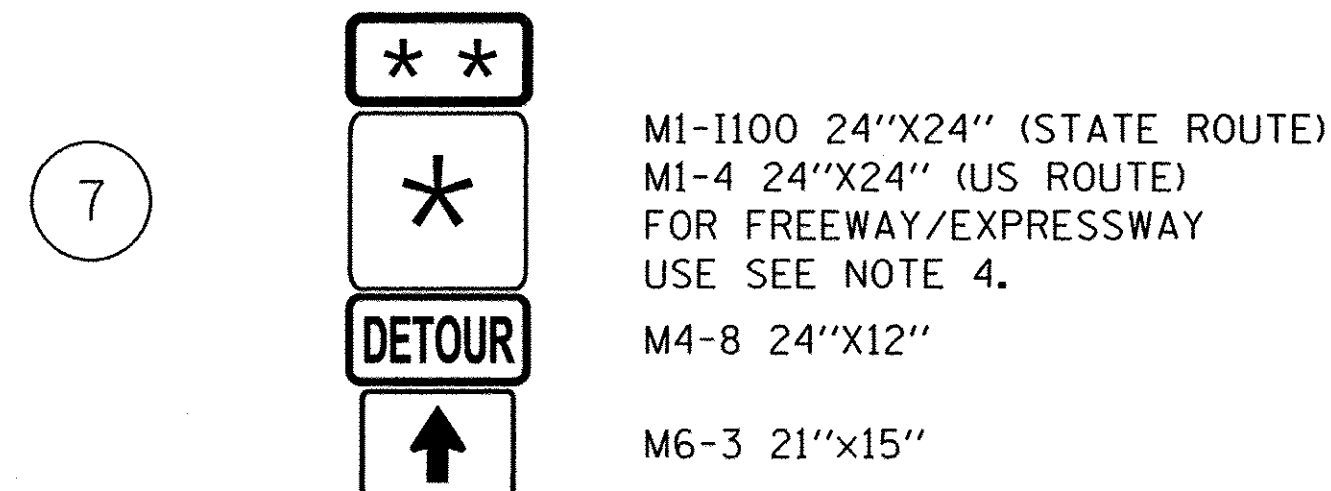 * *
7
*
M1-I100 24''X24'' (STATE ROUTE)
M1-4 24''X24'' (US ROUTE)
FOR FREEWAY/EXPRESSWAY
USE SEE NOTE 4.
DETOUR
M4-8 24''X12''
M6-3 21''x15''